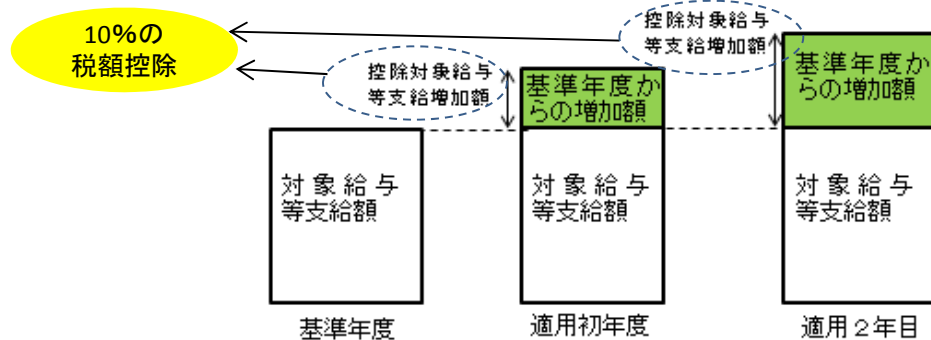 10%の
税額控除
控除対象給与
等支給増加額
控除対象給与
等支給増加額
基準年度か
らの増加額
基準年度か
らの増加額
対象給与
等支給額
対象給与
等支給額
対象給与
等支給額
基準年度
適用初年度
適用２年目